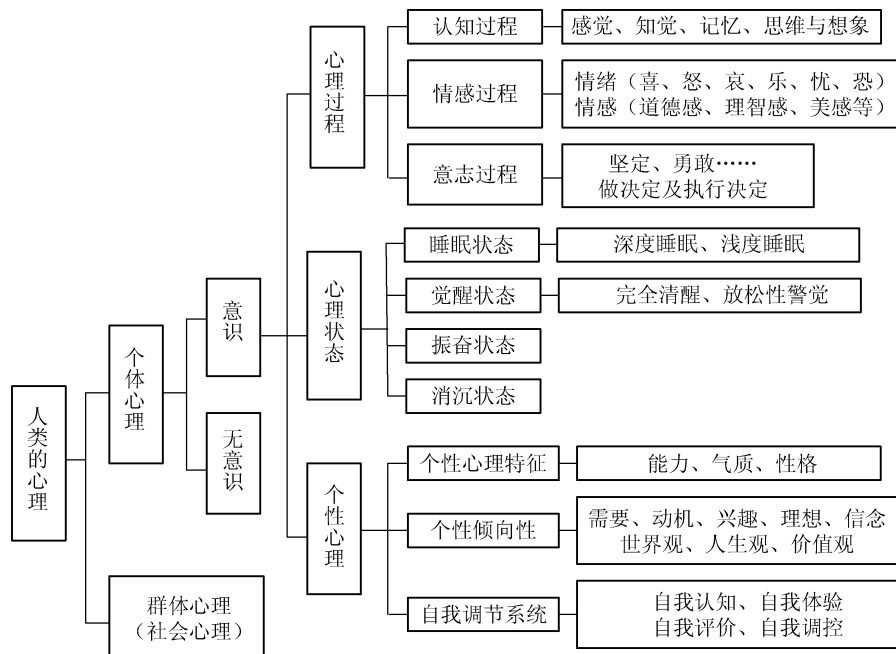 人类的心理
个体心理
群体心理
（社会心理）
意识
无意识
心理过程
认知过程
感觉、知觉、记忆、思维与想象
情感过程
情绪（喜、怒、哀、乐、忧、恐）
情感（道德感、理智感、美感等）
意志过程
坚定、勇敢……
做决定及执行决定
心理状态
睡眠状态
深度睡眠、浅度睡眠
觉醒状态
完全清醒、放松性警觉
振奋状态
消沉状态
个性心理
个性心理特征
能力、气质、性格
个性倾向性
需要、动机、兴趣、理想、信念
世界观、人生观、价值观
自我调节系统
自我认知、自我体验
自我评价、自我调控